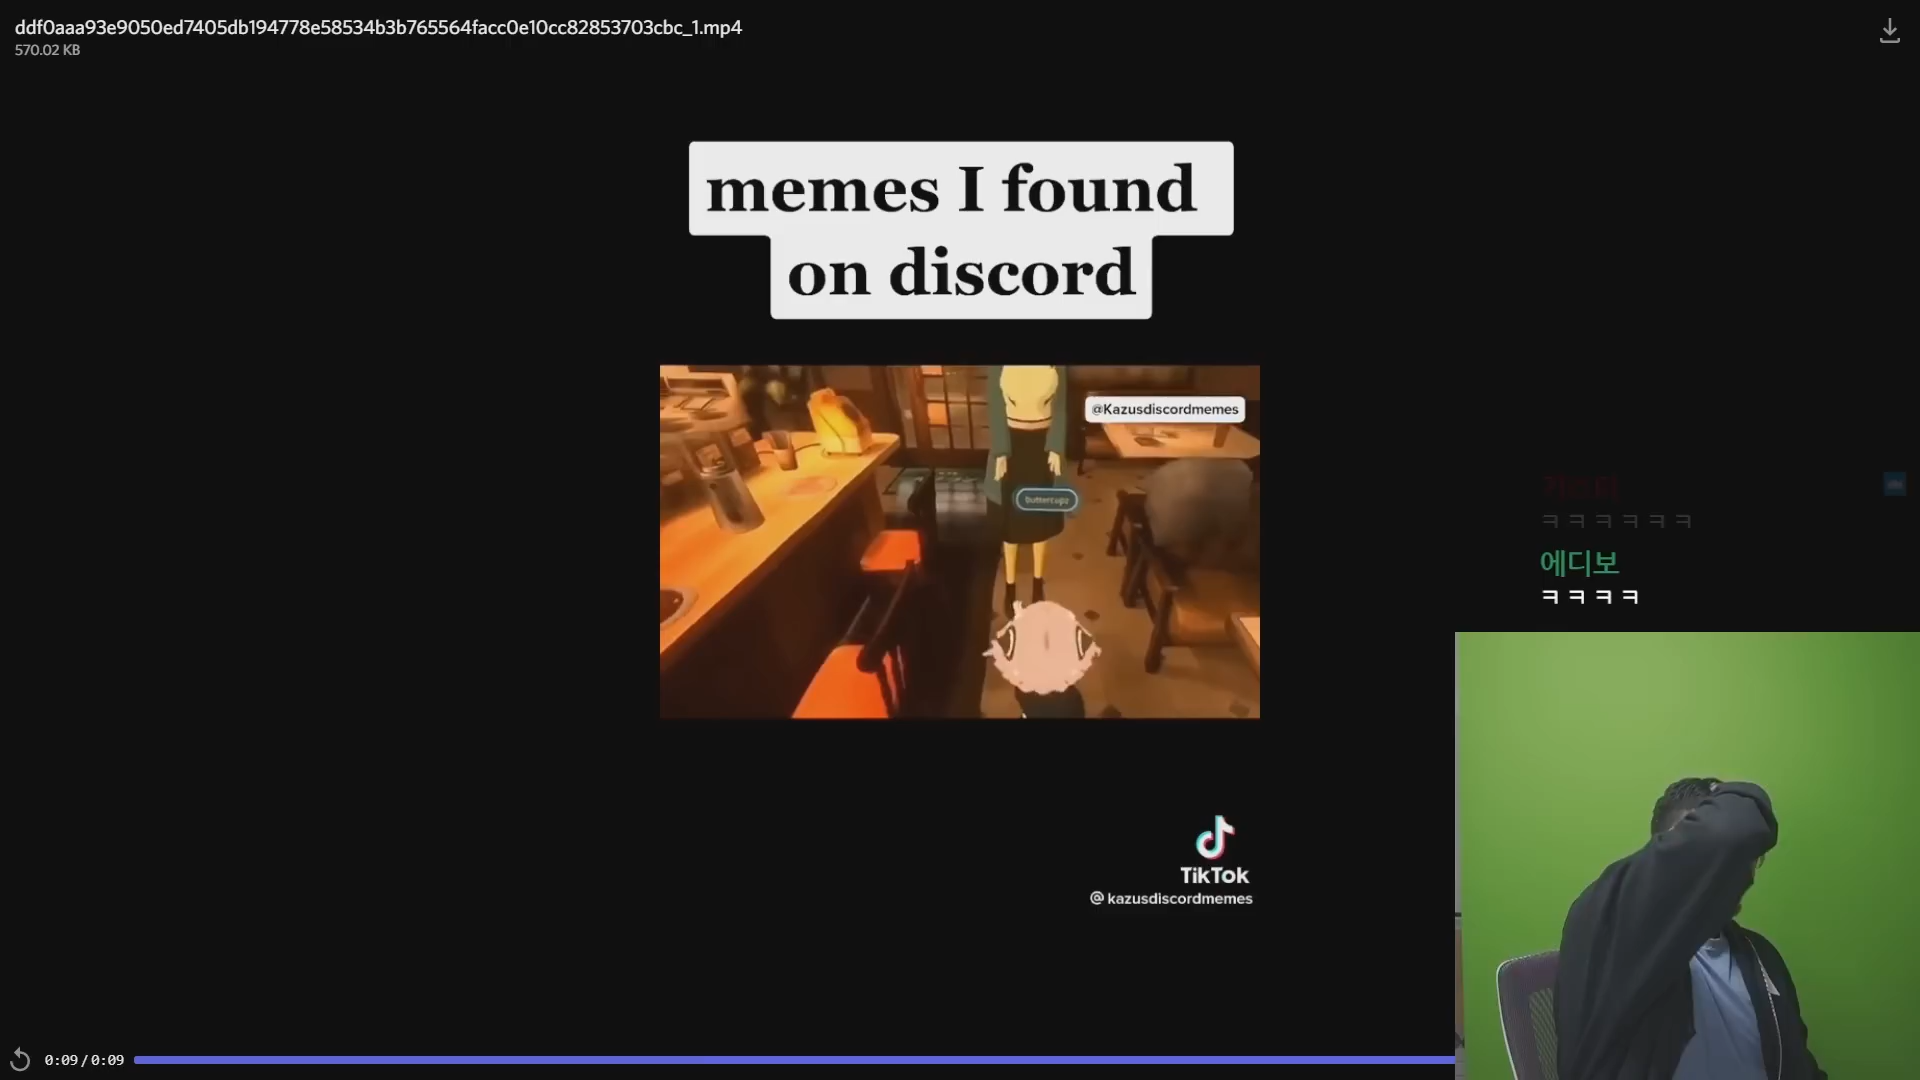 ddf0aaa93e9050ed7405db194778e58534b3b765564facc0e10cc82853703cbc_1.mp4
570.02 KB
memes I found
on discord
@Kazusdiscordmemes
buttercupz
ㅋㅋㅋㅋㅋㅋ
에디보
ㅋㅋㅋㅋ
TikTok
@kazusdiscordmemes
0:09/0:09